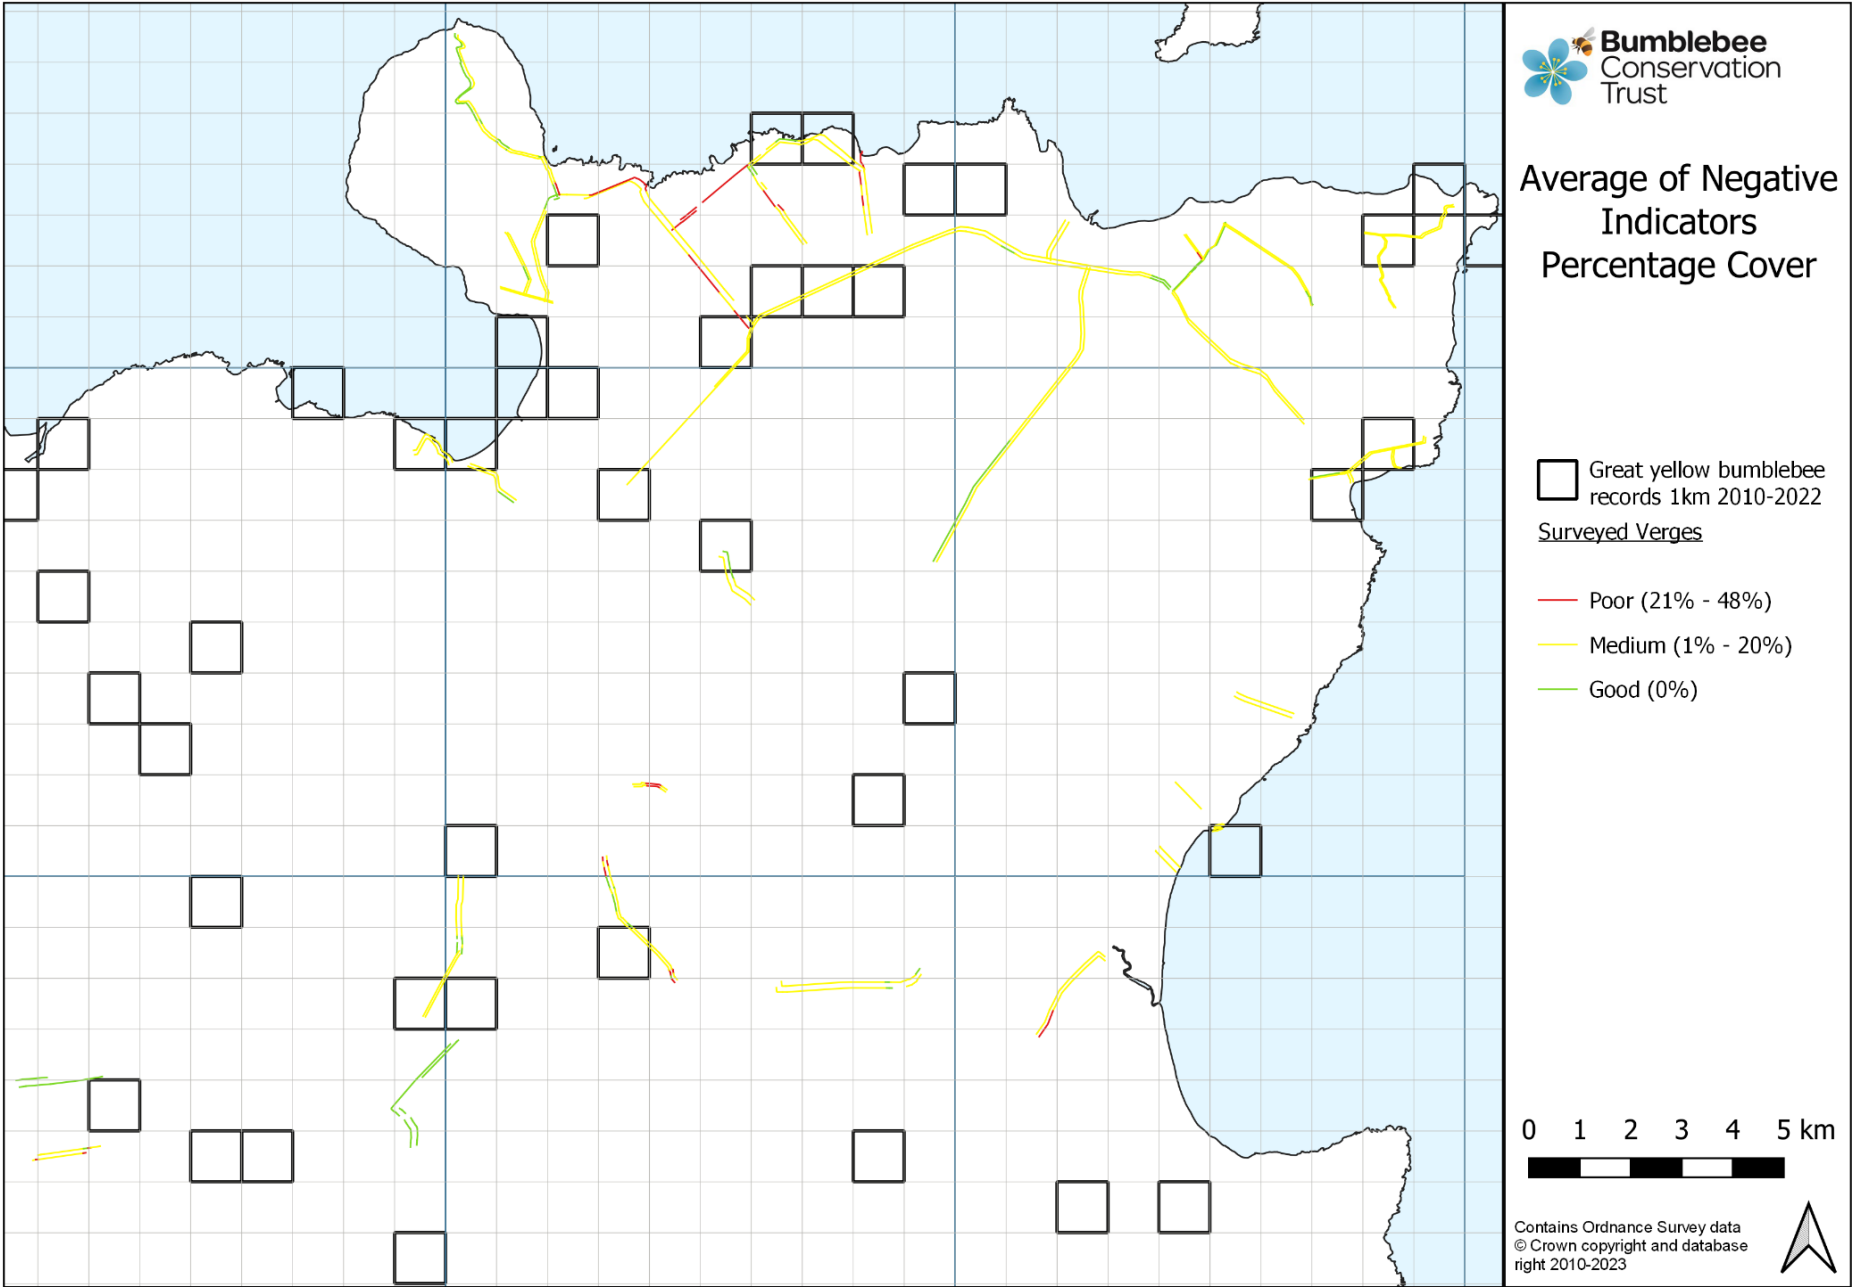 Bumblebee
Conservation
Trust
Average of Negative
Indicators
Percentage Cover
Great yellow bumblebee
records 1km 2010-2022
Surveyed Verges
Poor (21% - 48%)
Medium (1% - 20%)
Good (0%)
0 1 2 3 4 5 km
Contains Ordnance Survey data
© Crown copyright and database
right 2010-2023